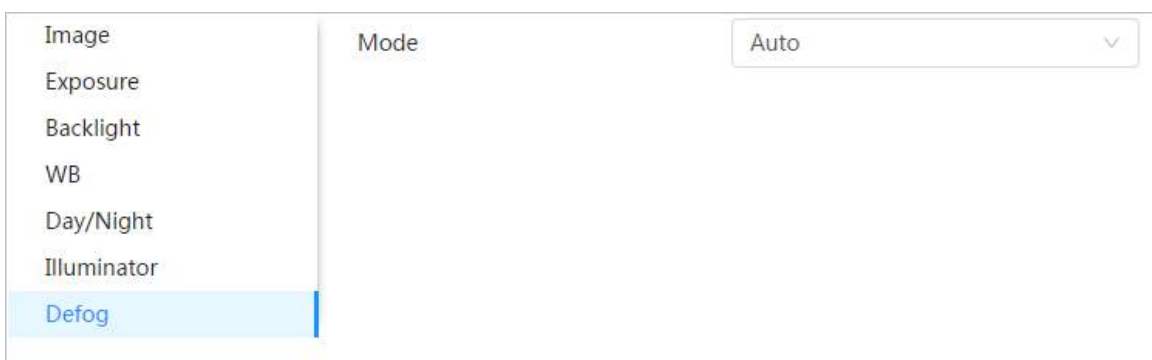 Image
Exposure
Backlight
WB
Day/Night
Illuminator
Defog
Mode
Auto